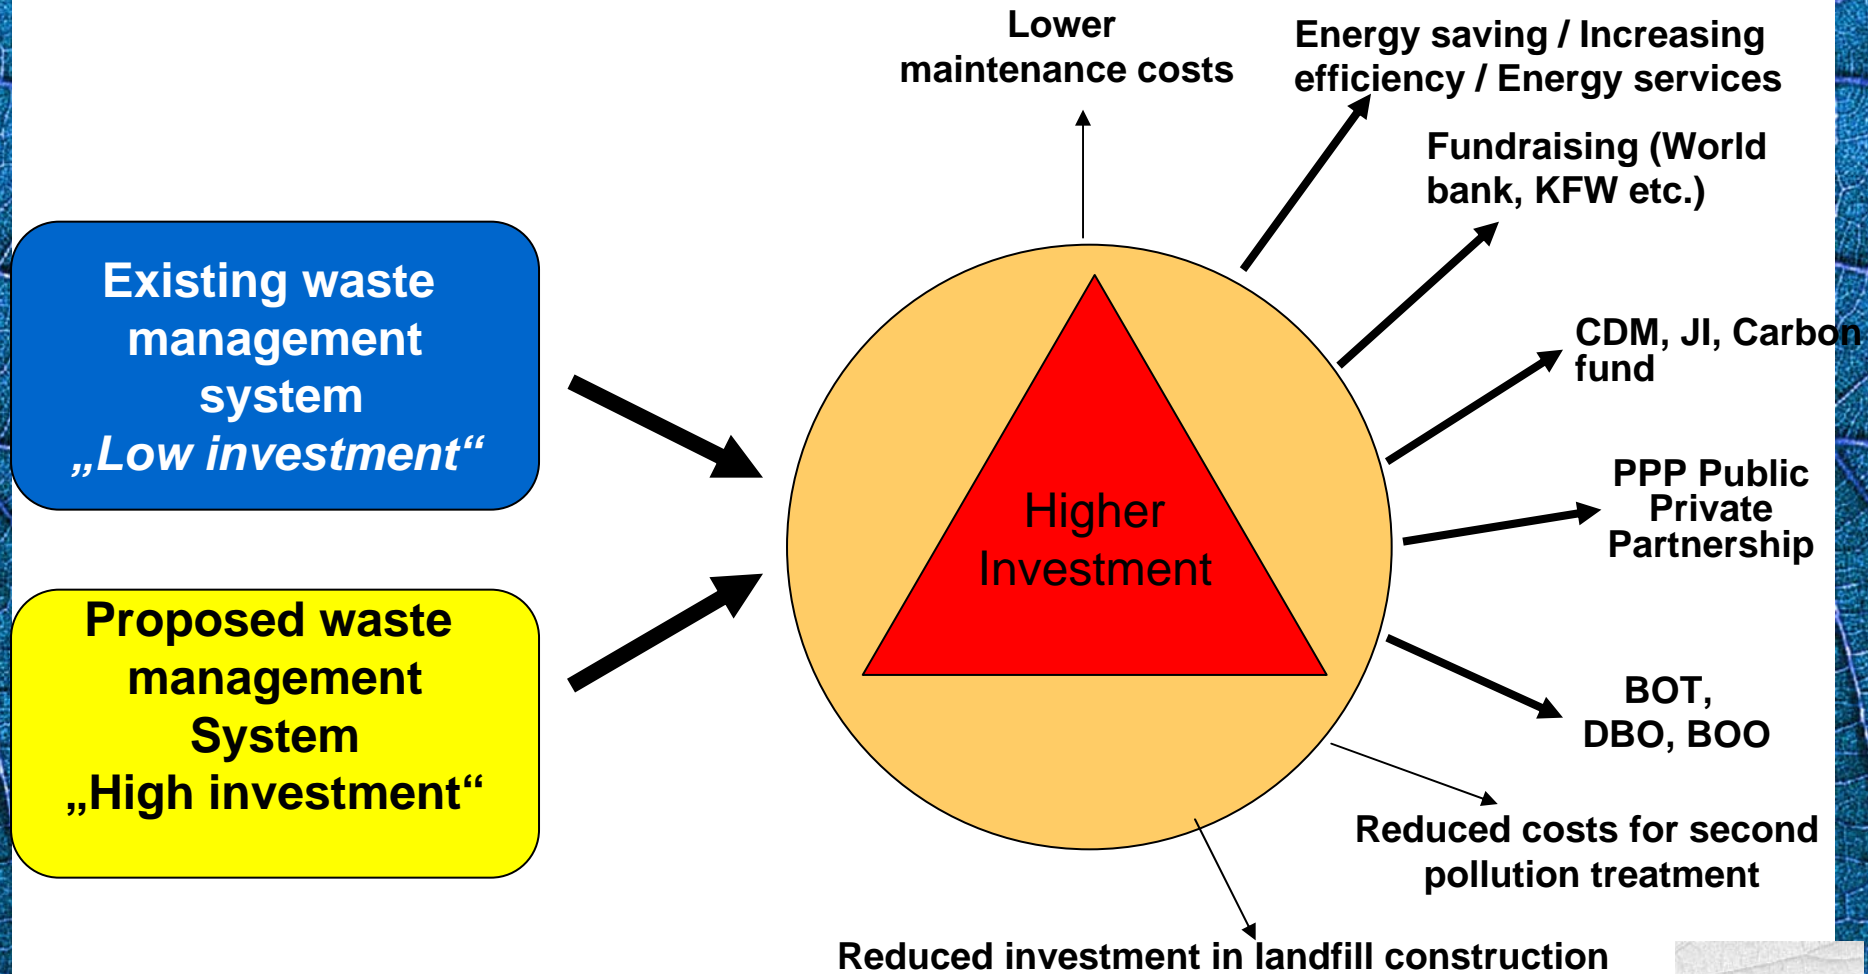 Lower
maintenance costs
Energy saving / Increasing
efficiency / Energy services
Fundraising (World
bank, KFW etc.)
Existing waste
management
system
„Low investment“
CDM, JI, Carbon
fund
PPP Public
Private
Partnership
Higher
Investment
Proposed waste
management
System
„High investment“
BOT,
DBO, BOO
Reduced costs for second
pollution treatment
Reduced investment in landfill construction